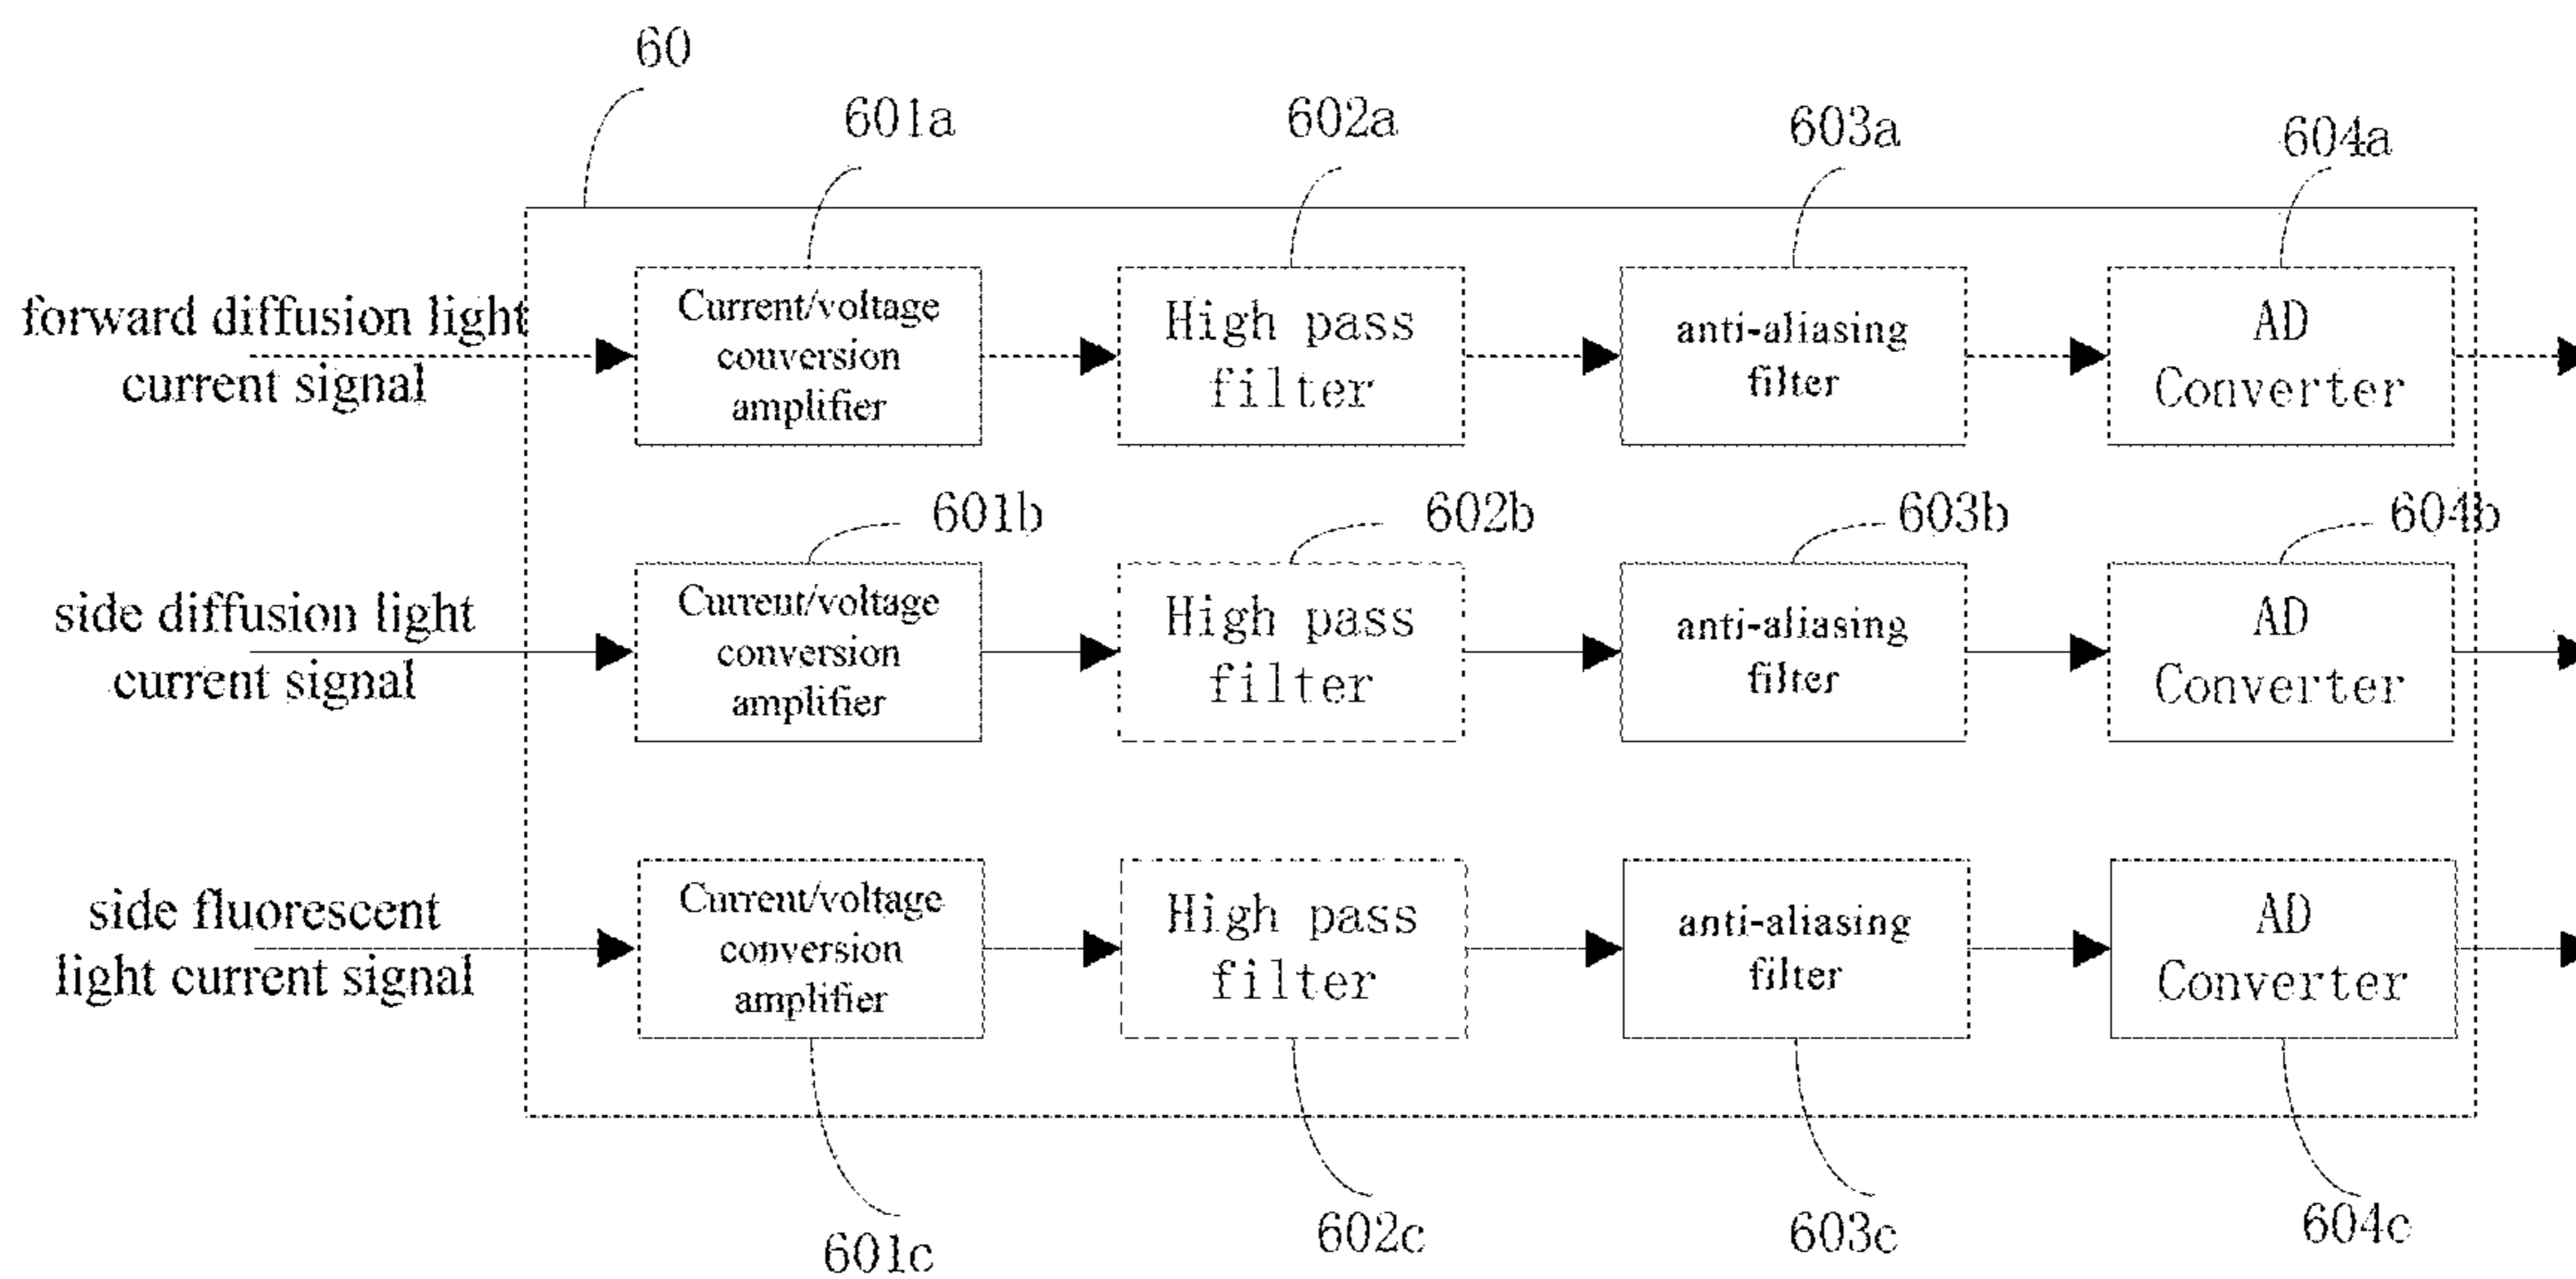 60
601a
602a
603a
604a
forward diffusion light
current signal
Current/voltage
conversion
amplifier
High pass
filter
anti-aliasing
filter
AD
Converter
601b
602b
603b
604b
side diffusion light
current signal
Current/voltage
conversion
amplifier
High pass
filter
anti-aliasing
filter
AD
Converter
side fluorescent
light current signal
Current/voltage
conversion
amplifier
High pass
filter
anti-aliasing
filter
AD
Converter
601c
602c
603c
604c